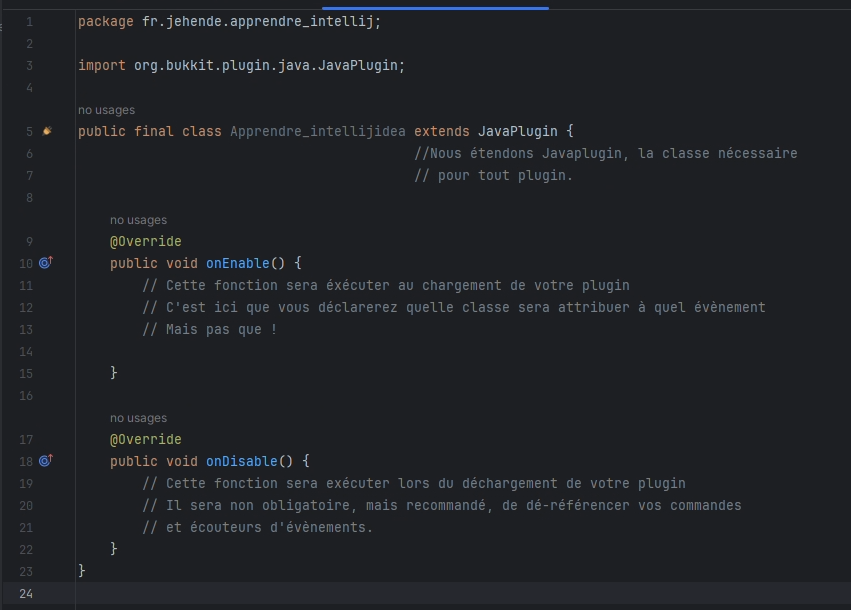 1 package fr.jehende.apprendre_intellij;
2
3 import org.bukkit.plugin.java.JavaPlugin;
4
no usages
5 public final class Apprendre_intellijidea extends JavaPlugin {
6 //Nous étendons Javaplugin, la classe nécessaire
7 // pour tout plugin.
8
no usages
9 @Override
10 public void onEnable() {
11 // Cette fonction sera éxécuter au chargement de votre plugin
12 // C'est ici que vous déclarerez quelle classe sera attribuer à quel évènement
13 // Mais pas que !
14
15 }
16
no usages
17 @Override
18 public void onDisable() {
19 // Cette fonction sera exécuter lors du déchargement de votre plugin
20 // Il sera non obligatoire, mais recommandé, de dé-référencer vos commandes
21 // et écouteurs d'évènements.
22 }
23 }
24